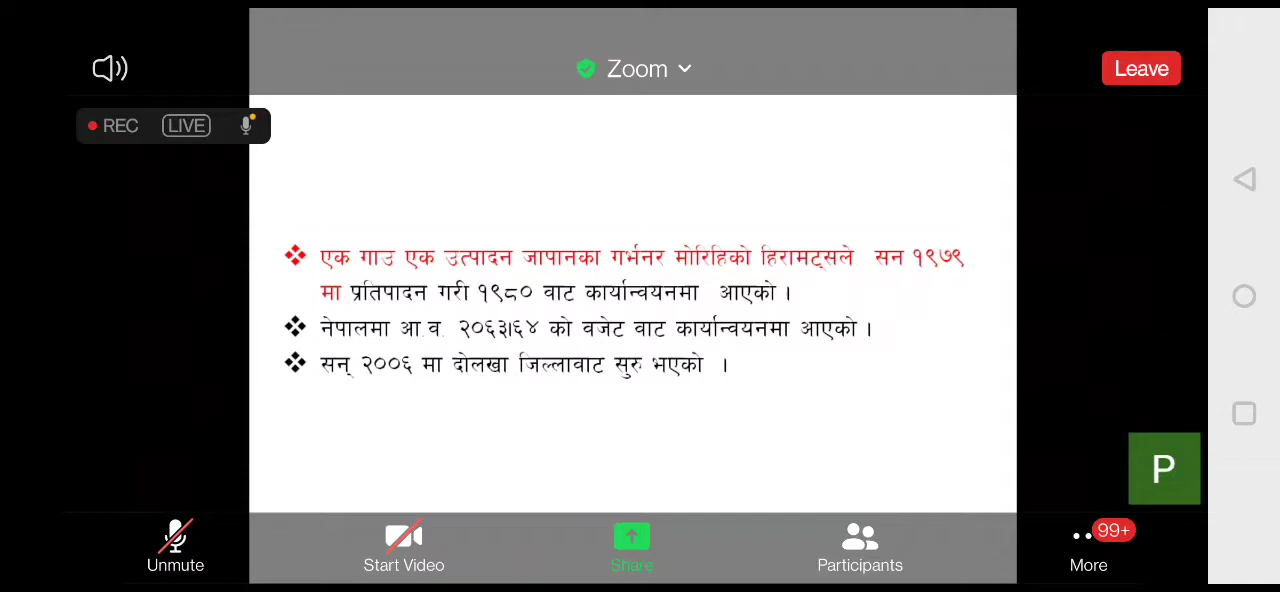 Zoom
Leave
REC LIVE
❖ एक गाउ एक उत्पादन जापानका गर्भनर मोरिहिको हिरामट्सले सन १९७९
मा प्रतिपादन गरी १९८० वाट कार्यान्वयनमा आएको ।
❖ नेपालमा आ.व. २०६३।६४ को वजेट वाट कार्यान्वयनमा आएको ।
❖ सन् २००६ मा दोलखा जिल्लावाट सुरु भएको ।
P
99+
Unmute Start Video Share Participants More